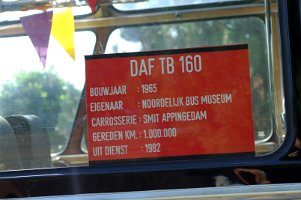 DAF TB 160
BOUWJAAR : 1965
EIGENAAR : NOORDELIJK BUS MUSEUM
CARROSSERIE : SMIT APPINGEDAM
GEREDEN KM. : 1.000.000
UIT DIENST : 1982